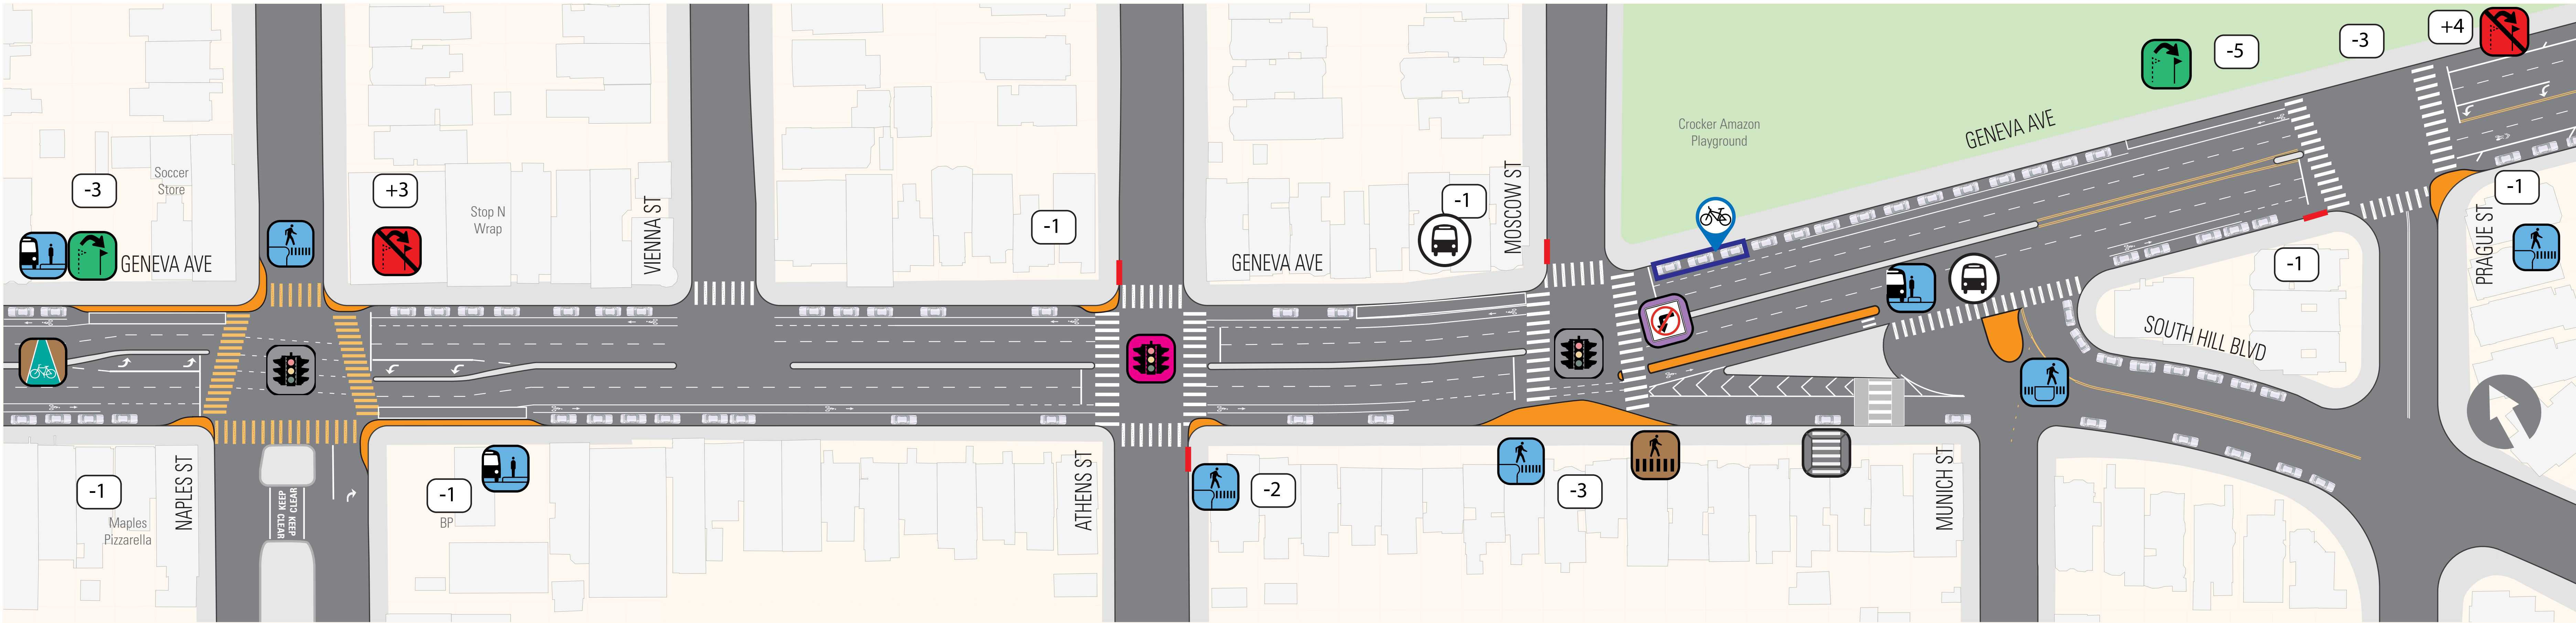 +4
-3
-5
Crocker Amazon
Playground
GENEVA AVE
-3
Soccer
Store
+3
Stop N
Wrap
VIENNA ST
-1
-1
MOSCOW ST
-1
PRAGUE ST
GENEVA AVE
GENEVA AVE
-1
SOUTH HILL BLVD
-1
Maples
Pizzarella
NAPLES ST
KEEP
CLEAR
KEEP
CLEAR
-1
BP
ATHENS ST
-2
-3
MUNICH ST